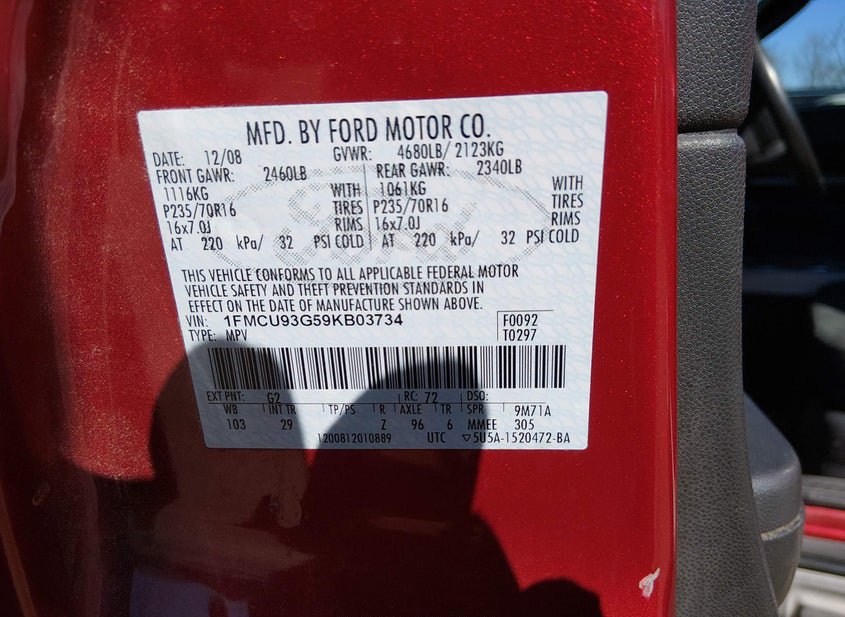 MFD. BY FORD MOTOR CO.
DATE: 12/08 GVWR: 4680LB/ 2123KG
FRONT GAWR: 2460LB REAR GAWR: 2340LB
1116KG WITH 1061KG WITH
P235/70R16 TIRES P235/70R16 TIRES
16x7.0J RIMS 16x7.0J RIMS
AT 220 kPa/ 32 PSI COLD AT 220 kPa/ 32 PSI COLD
THIS VEHICLE CONFORMS TO ALL APPLICABLE FEDERAL MOTOR
VEHICLE SAFETY AND THEFT PREVENTION STANDARDS IN
EFFECT ON THE DATE OF MANUFACTURE SHOWN ABOVE.
VIN: 1FMCU93G59KB03734 F0092
TYPE: MPV T0297
EXT PNT: G2 RC: 72 DSO:
WB INT TR TP/PS R AXLE TR SPR 9M71A
103 29 Z 96 6 MMEE 305
1200812010889 UTC ▽5U5A-1520472-BA